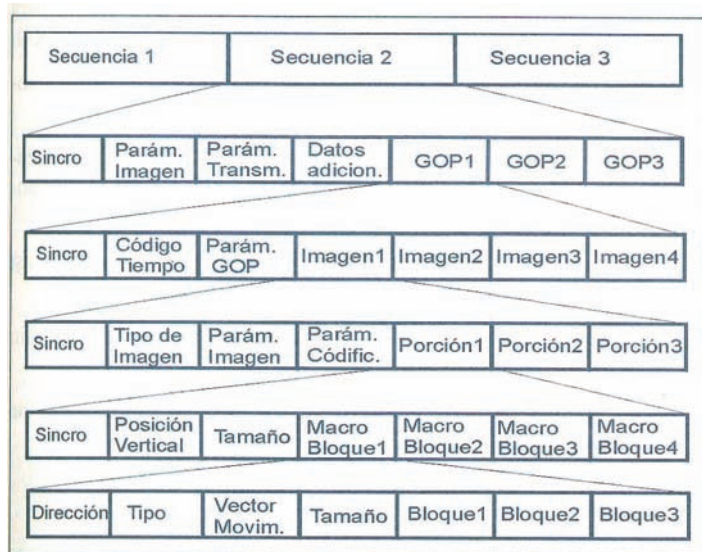 Secuencia 1
Secuencia 2
Secuencia 3
Sincro
Parám.
Imagen
Parám.
Transm.
Datos
adicion.
GOP1
GOP2
GOP3
Sincro
Código
Tiempo
Parám.
GOP
Imagen1
Imagen2
Imagen3
Imagen4
Sincro
Tipo de
Imagen
Parám.
Imagen
Parám.
Códific.
Porción1
Porción2
Porción3
Sincro
Posición
Vertical
Tamaño
Macro
Bloque1
Macro
Bloque2
Macro
Bloque3
Macro
Bloque4
Dirección
Tipo
Vector
Movim.
Tamaño
Bloque1
Bloque2
Bloque3